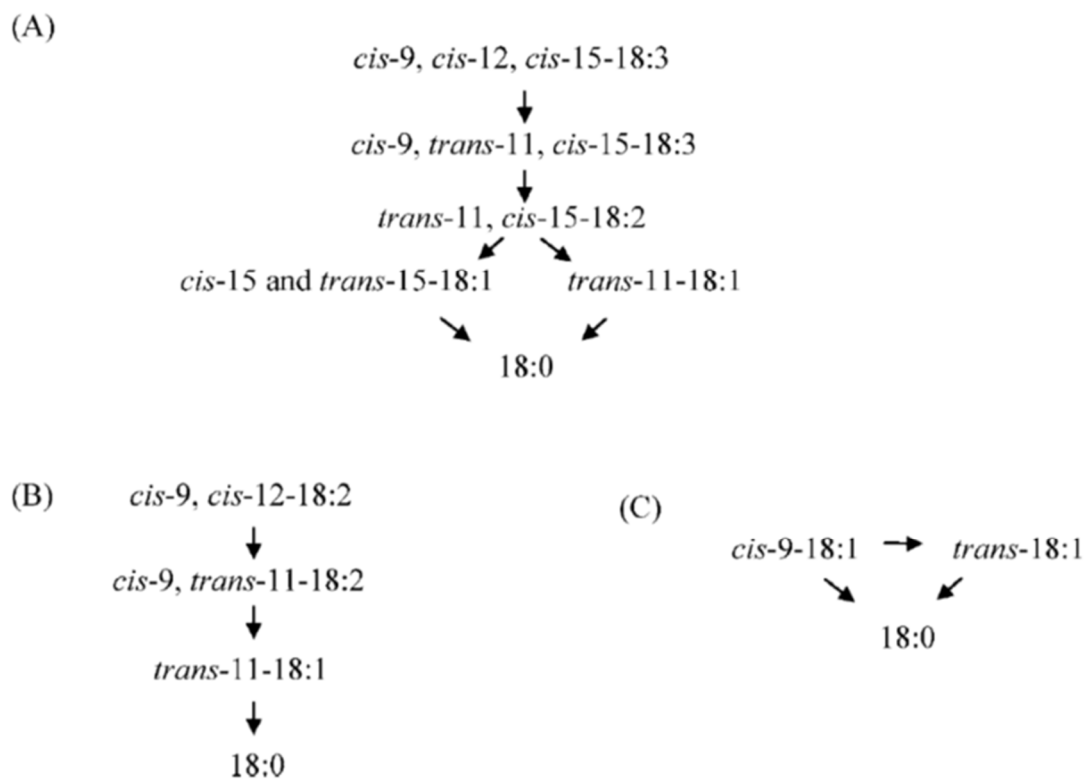 (A)
cis-9, cis-12, cis-15-18:3
cis-9, trans-11, cis-15-18:3
trans-11, cis-15-18:2
cis-15 and trans-15-18:1
trans-11-18:1
18:0
(B)
cis-9, cis-12-18:2
cis-9, trans-11-18:2
trans-11-18:1
18:0
(C)
cis-9-18:1
trans-18:1
18:0